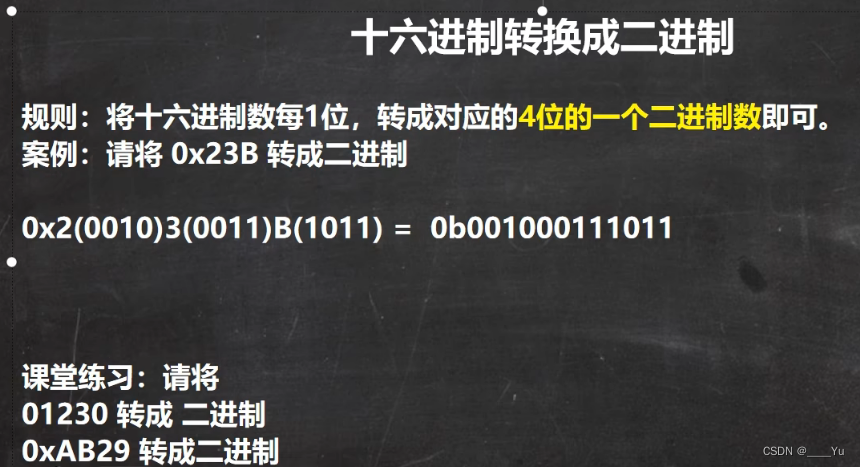 十六进制转换成二进制
规则：将十六进制数每1位，转成对应的4位的一个二进制数即可。
案例：请将 0x23B 转成二进制
0x2(0010)3(0011)B(1011) = 0b001000111011
课堂练习：请将
01230 转成 二进制
0xAB29 转成二进制
CSDN @____Yu